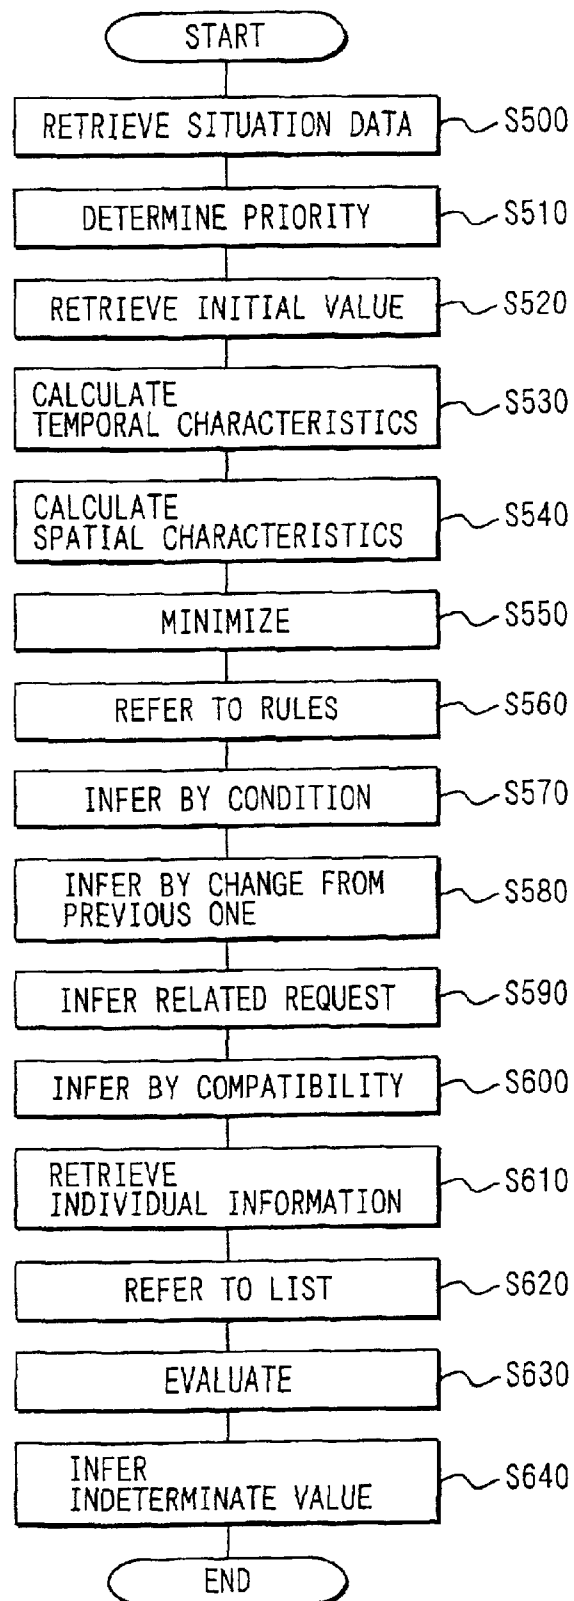 START
RETRIEVE SITUATION DATA S500
DETERMINE PRIORITY S510
RETRIEVE INITIAL VALUE S520
CALCULATE
TEMPORAL CHARACTERISTICS S530
CALCULATE
SPATIAL CHARACTERISTICS S540
MINIMIZE S550
REFER TO RULES S560
INFER BY CONDITION S570
INFER BY CHANGE FROM
PREVIOUS ONE S580
INFER RELATED REQUEST S590
INFER BY COMPATIBILITY S600
RETRIEVE
INDIVIDUAL INFORMATION S610
REFER TO LIST S620
EVALUATE S630
INFER
INDETERMINATE VALUE S640
END